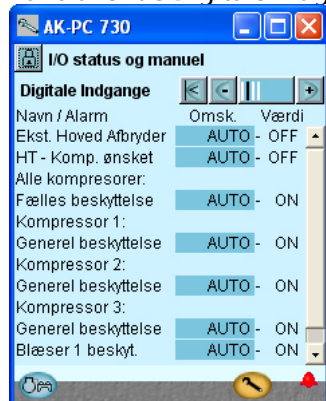 AK-PC 730
I/O status og manuel
Digitale Indgange
Navn / Alarm Omsk. Værdi
Ekst. Hoved Afbryder AUTO - OFF
HT - Komp. ønsket AUTO - OFF
Alle kompresorer:
Fælles beskyttelse AUTO - ON
Kompressor 1:
Generel beskyttelse AUTO - ON
Kompressor 2:
Generel beskyttelse AUTO - ON
Kompressor 3:
Generel beskyttelse AUTO - ON
Blæser 1 beskyt. AUTO - ON